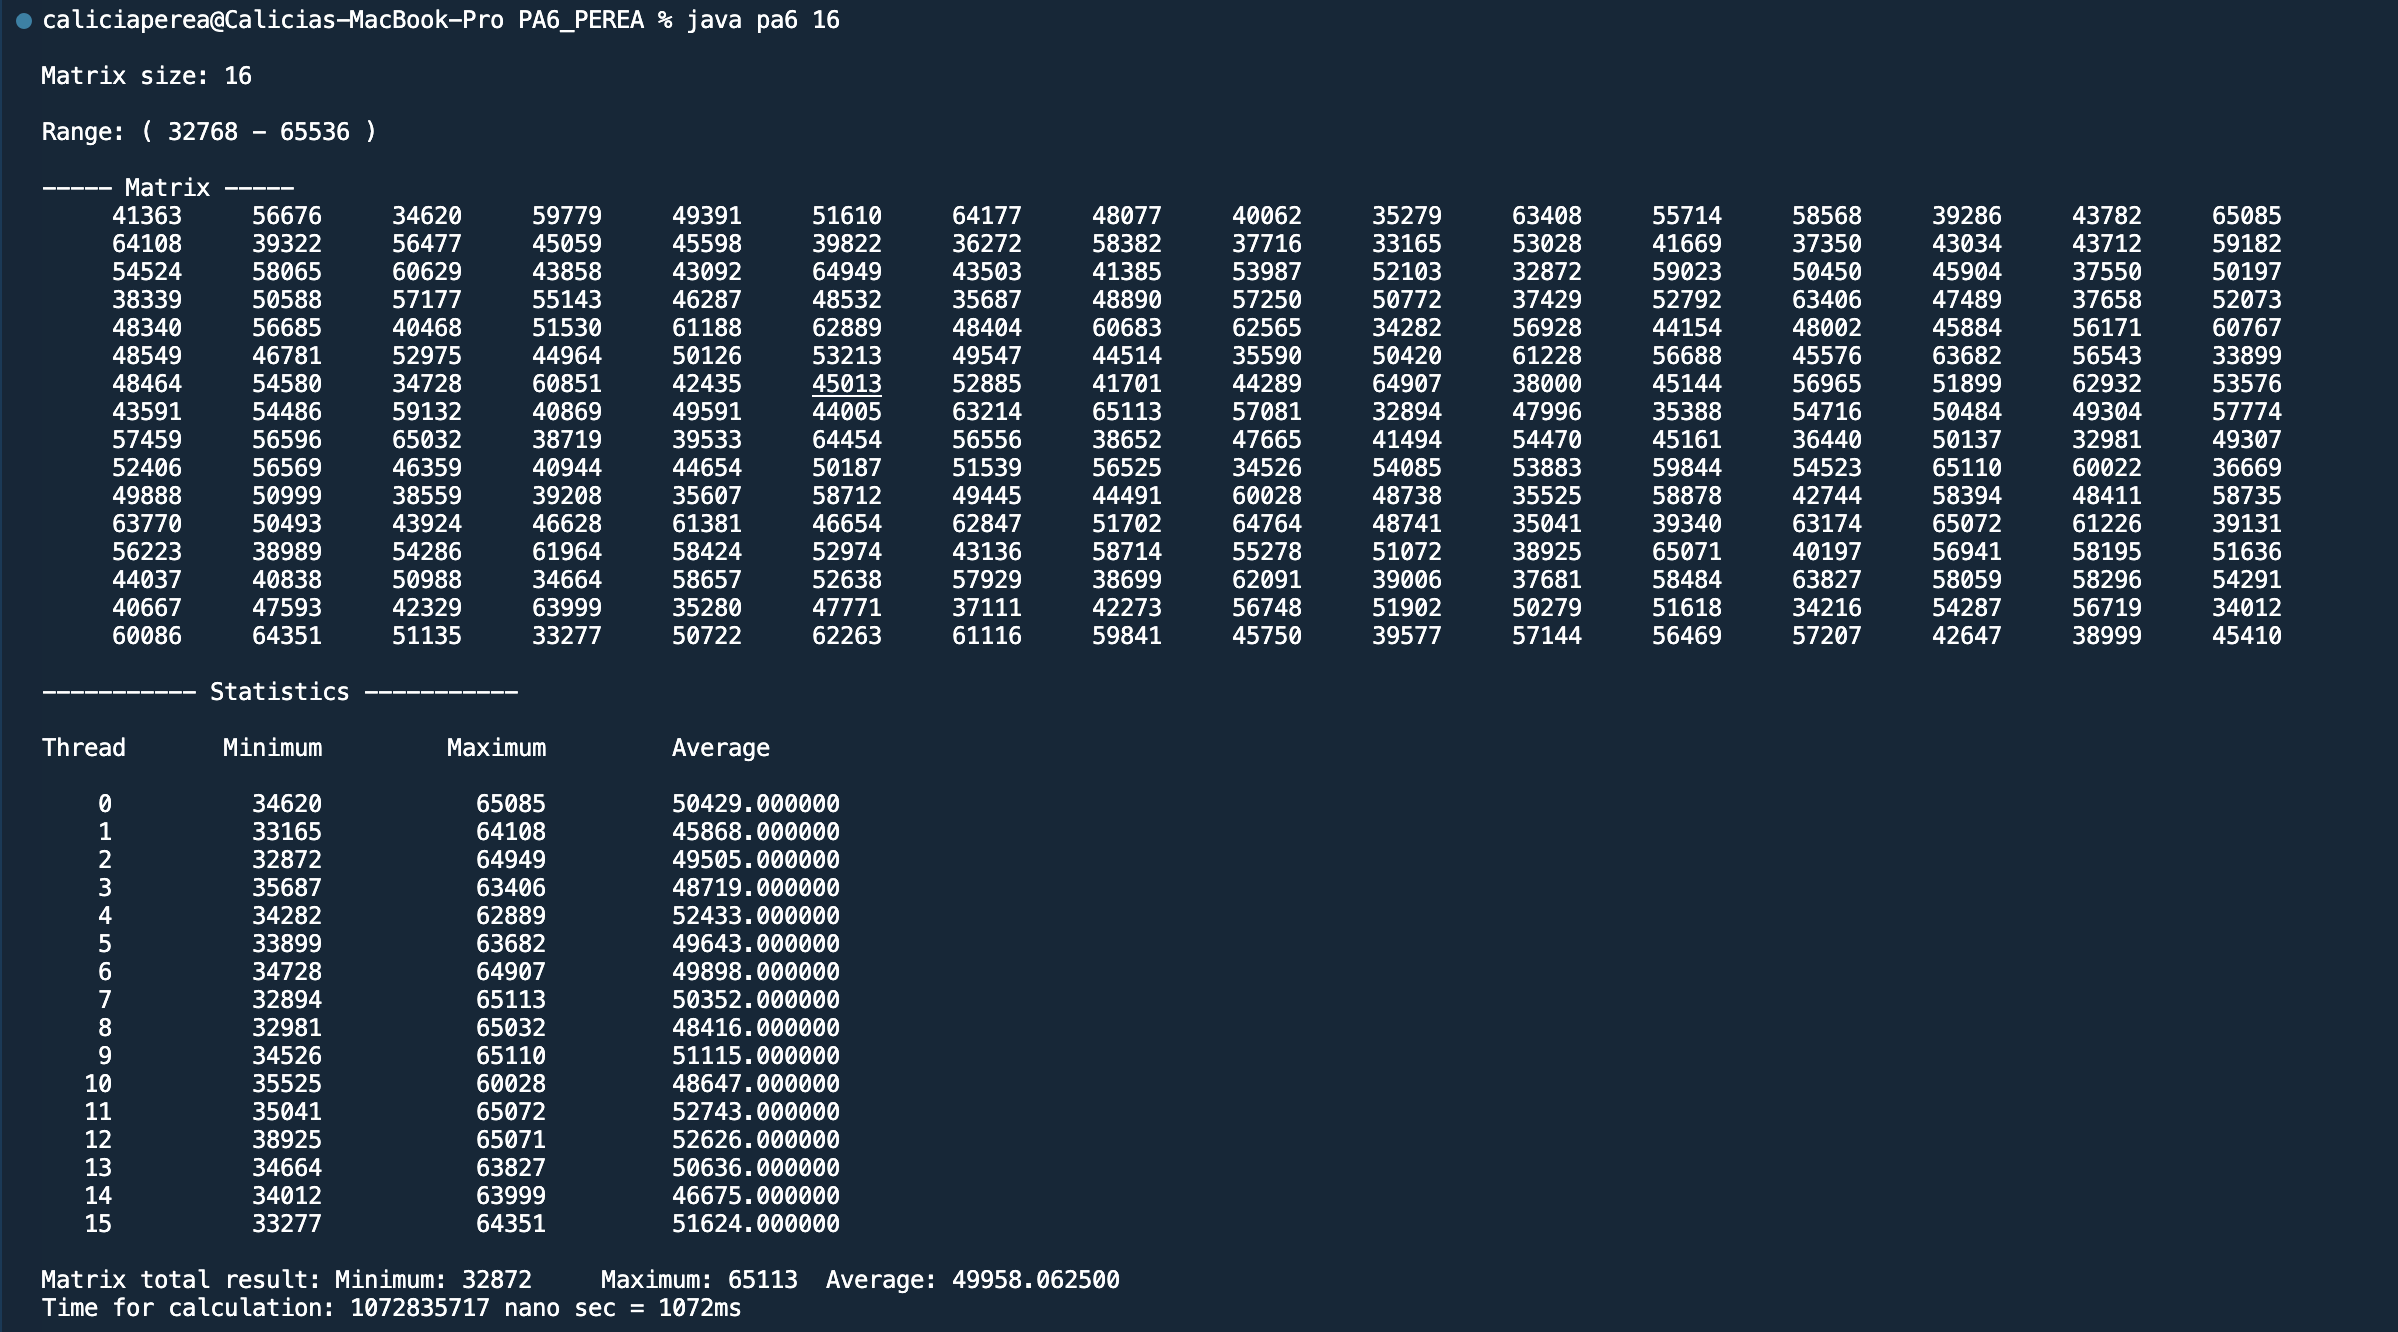 caliciaperea@Calicias-MacBook-Pro PA6_PEREA % java pa6 16
Matrix size: 16
Range: ( 32768 - 65536 )
----- Matrix -----
41363 56676 34620 59779 49391 51610 64177 48077 40062 35279 63408 55714 58568 39286 43782 65085
64108 39322 56477 45059 45598 39822 36272 58382 37716 33165 53028 41669 37350 43034 43712 59182
54524 58065 60629 43858 43092 64949 43503 41385 53987 52103 32872 59023 50450 45904 37550 50197
38339 50588 57177 55143 46287 48532 35687 48890 57250 50772 37429 52792 63406 47489 37658 52073
48340 56685 40468 51530 61188 62889 48404 60683 62565 34282 56928 44154 48002 45884 56171 60767
48549 46781 52975 44964 50126 53213 49547 44514 35590 50420 61228 56688 45576 63682 56543 33899
48464 54580 34728 60851 42435 45013 52885 41701 44289 64907 38000 45144 56965 51899 62932 53576
43591 54486 59132 40869 49591 44005 63214 65113 57081 32894 47996 35388 54716 50484 49304 57774
57459 56596 65032 38719 39533 64454 56556 38652 47665 41494 54470 45161 36440 50137 32981 49307
52406 56569 46359 40944 44654 50187 51539 56525 34526 54085 53883 59844 54523 65110 60022 36669
49888 50999 38559 39208 35607 58712 49445 44491 60028 48738 35525 58878 42744 58394 48411 58735
63770 50493 43924 46628 61381 46654 62847 51702 64764 48741 35041 39340 63174 65072 61226 39131
56223 38989 54286 61964 58424 52974 43136 58714 55278 51072 38925 65071 40197 56941 58195 51636
44037 40838 50988 34664 58657 52638 57929 38699 62091 39006 37681 58484 63827 58059 58296 54291
40667 47593 42329 63999 35280 47771 37111 42273 56748 51902 50279 51618 34216 54287 56719 34012
60086 64351 51135 33277 50722 62263 61116 59841 45750 39577 57144 56469 57207 42647 38999 45410
----------- Statistics -----------
Thread Minimum Maximum Average
0 34620 65085 50429.000000
1 33165 64108 45868.000000
2 32872 64949 49505.000000
3 35687 63406 48719.000000
4 34282 62889 52433.000000
5 33899 63682 49643.000000
6 34728 64907 49898.000000
7 32894 65113 50352.000000
8 32981 65032 48416.000000
9 34526 65110 51115.000000
10 35525 60028 48647.000000
11 35041 65072 52743.000000
12 38925 65071 52626.000000
13 34664 63827 50636.000000
14 34012 63999 46675.000000
15 33277 64351 51624.000000
Matrix total result: Minimum: 32872 Maximum: 65113 Average: 49958.062500
Time for calculation: 1072835717 nano sec = 1072ms